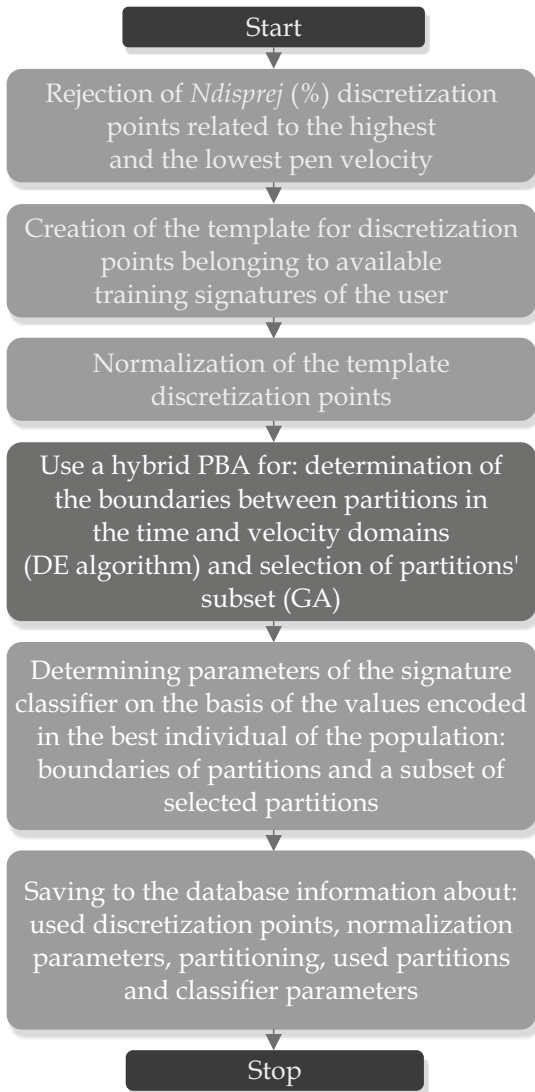 Start
Rejection of Ndisprej (%) discretization
points related to the highest
and the lowest pen velocity
Creation of the template for discretization
points belonging to available
training signatures of the user
Normalization of the template
discretization points
Use a hybrid PBA for: determination of
the boundaries between partitions in
the time and velocity domains
(DE algorithm) and selection of partitions'
subset (GA)
Determining parameters of the signature
classifier on the basis of the values encoded
in the best individual of the population:
boundaries of partitions and a subset of
selected partitions
Saving to the database information about:
used discretization points, normalization
parameters, partitioning, used partitions
and classifier parameters
Stop